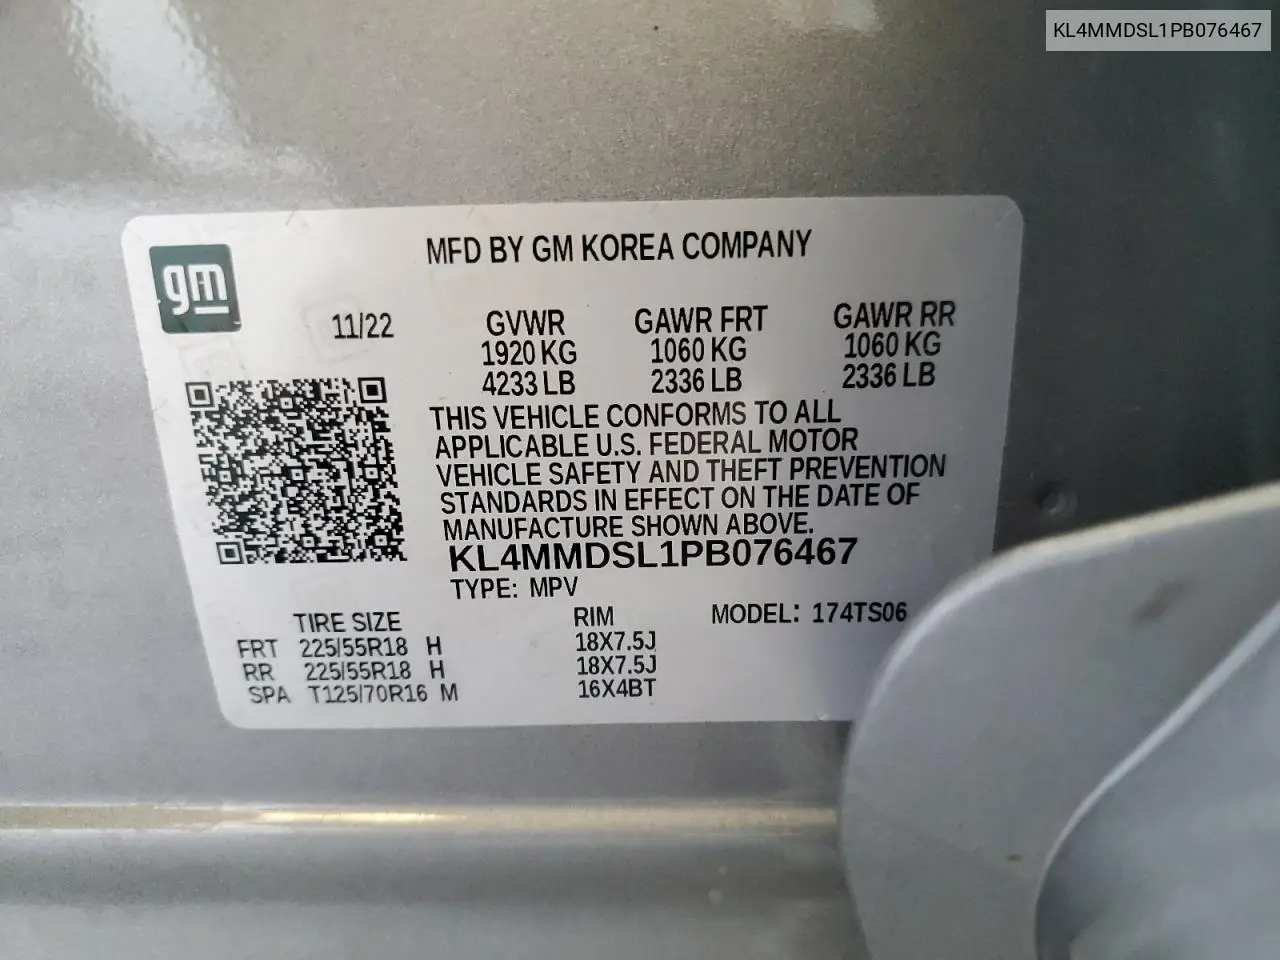 KL4MMDSL1PB076467
MFD BY GM KOREA COMPANY
gm
11/22
GVWR GAWR FRT GAWR RR
1920 KG 1060 KG 1060 KG
4233 LB 2336 LB 2336 LB
THIS VEHICLE CONFORMS TO ALL
APPLICABLE U.S. FEDERAL MOTOR
VEHICLE SAFETY AND THEFT PREVENTION
STANDARDS IN EFFECT ON THE DATE OF
MANUFACTURE SHOWN ABOVE.
KL4MMDSL1PB076467
TYPE: MPV
TIRE SIZE RIM MODEL: 174TS06
FRT 225/55R18 H 18X7.5J
RR 225/55R18 H 18X7.5J
SPA T125/70R16 M 16X4BT